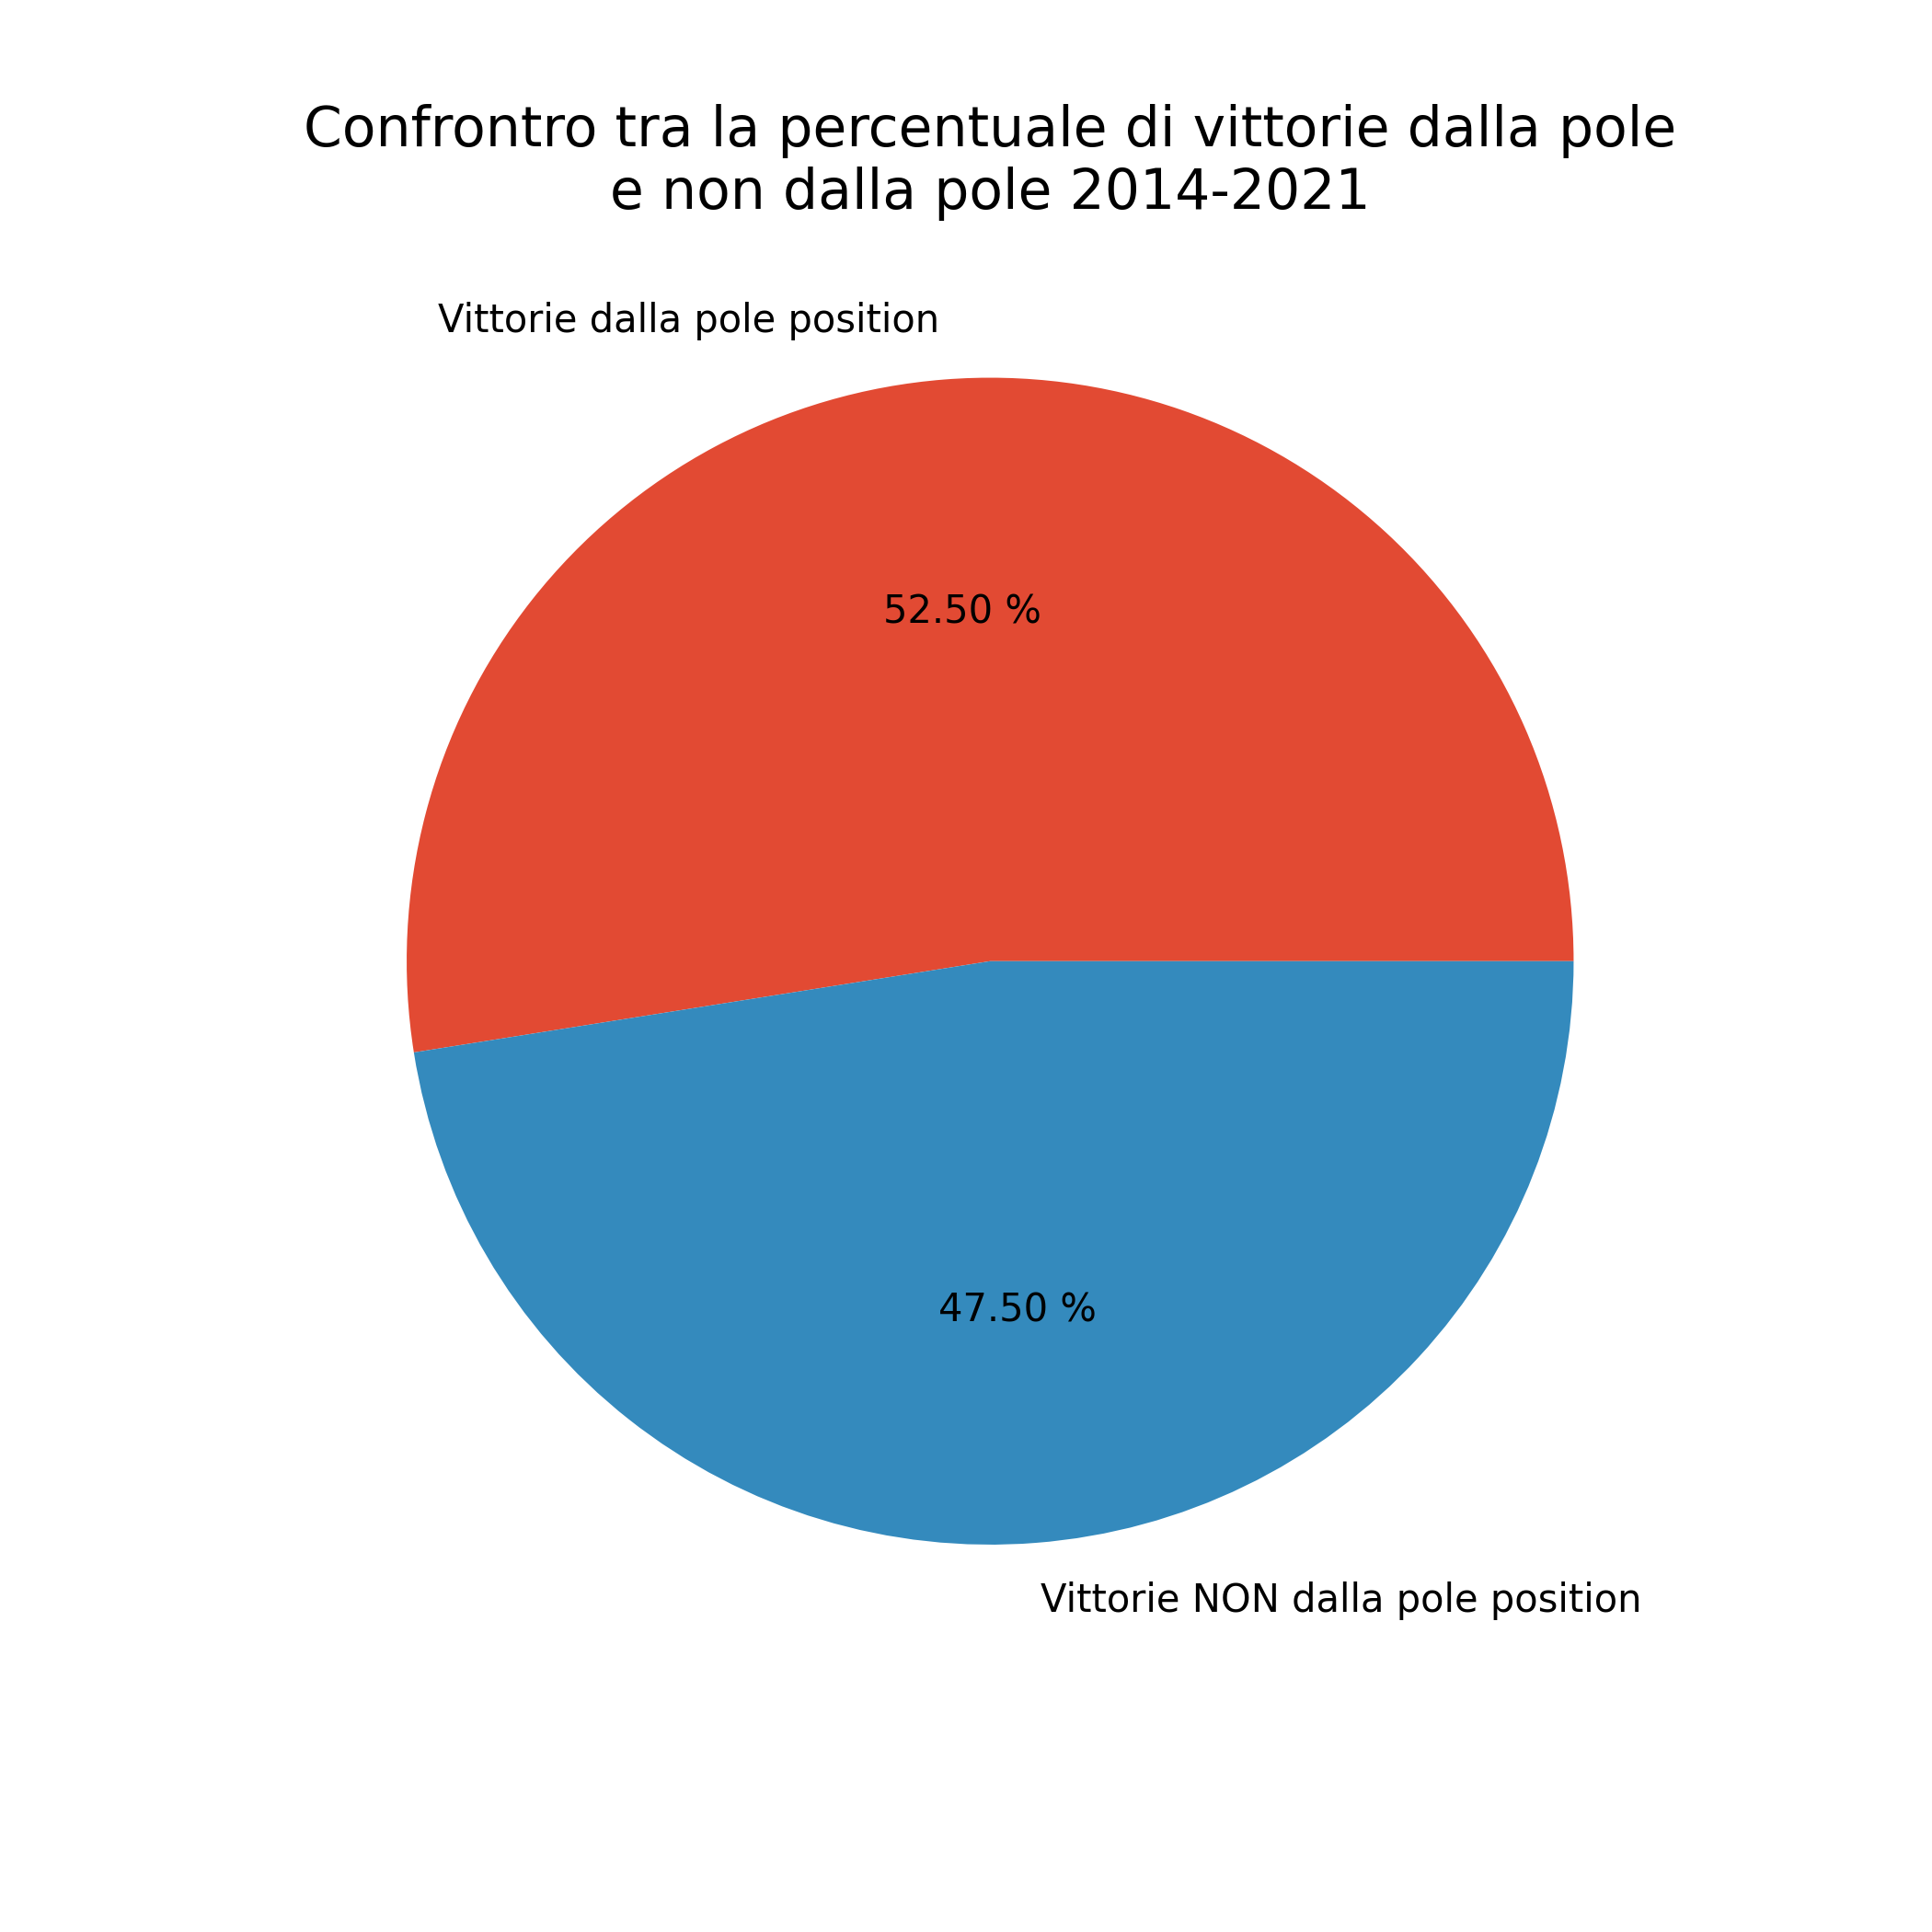 Confrontro tra la percentuale di vittorie dalla pole
e non dalla pole 2014-2021
Vittorie dalla pole position
52.50 %
47.50 %
Vittorie NON dalla pole position